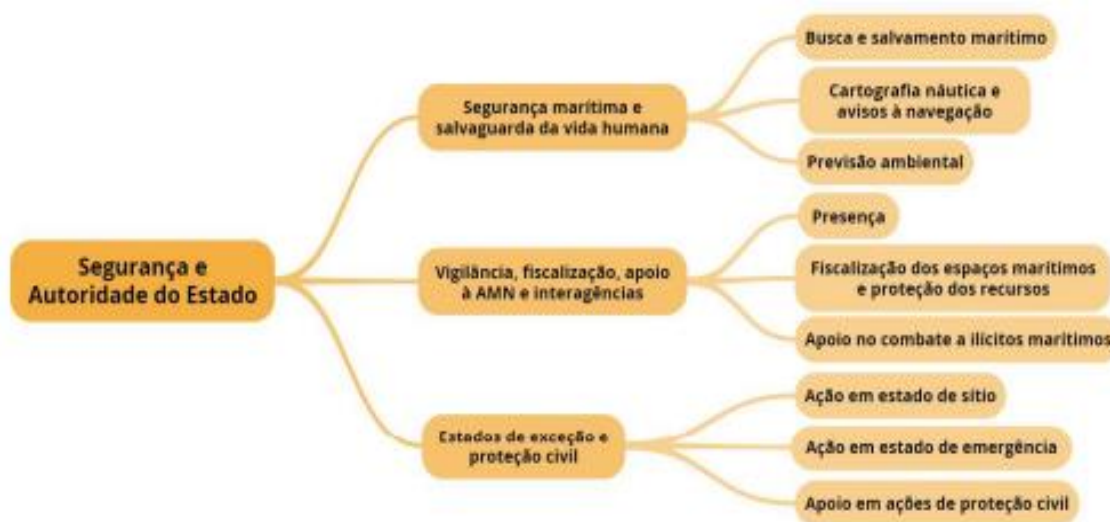 Segurança e
Autoridade do Estado
Segurança marítima e
salvaguarda da vida humana
Busca e salvamento marítimo
Cartografia náutica e
avisos à navegação
Previsão ambiental
Vigilância, fiscalização, apoio
à AMN e interagências
Presença
Fiscalização dos espaços marítimos
e proteção dos recursos
Apoio no combate a ilícitos marítimos
Estados de exceção e
proteção civil
Ação em estado de sítio
Ação em estado de emergência
Apoio em ações de proteção civil